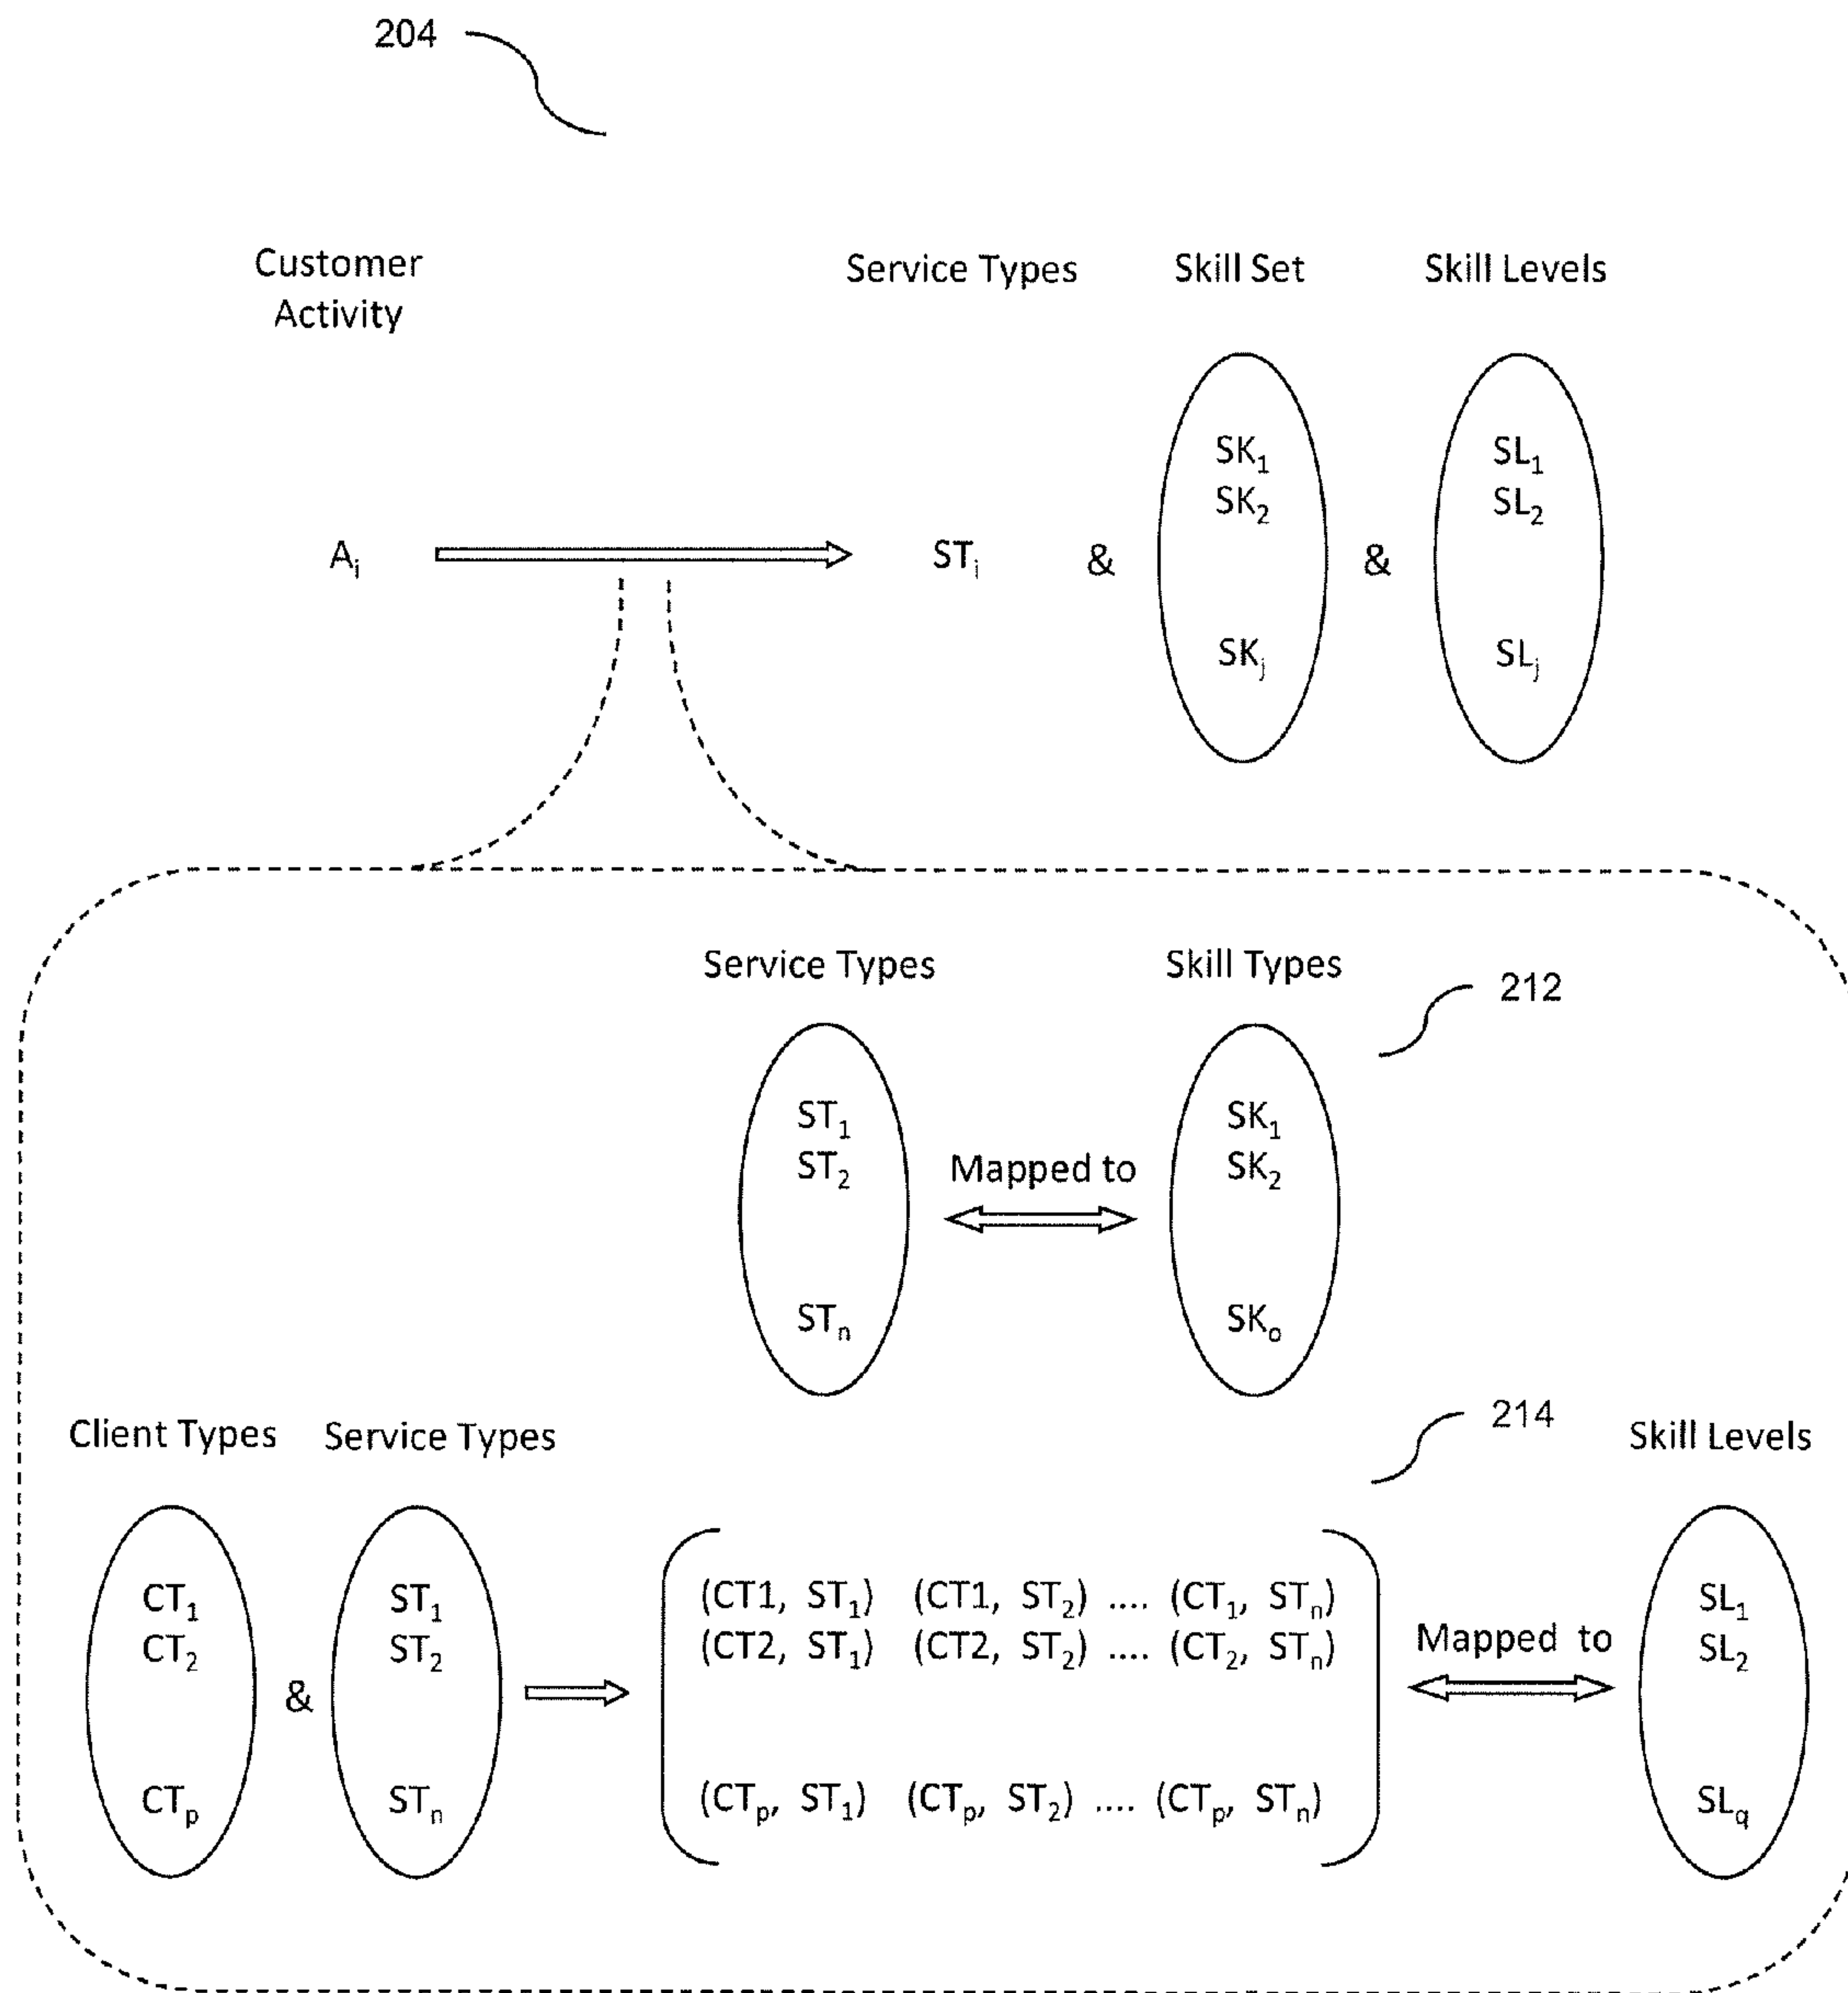 204
Customer
Activity
Service Types
Skill Set
Skill Levels
SK₁
SK₂
SKⱼ
SL₁
SL₂
SLⱼ
Aᵢ
STᵢ
&
&
Service Types
Skill Types
212
ST₁
ST₂
STₙ
Mapped to
SK₁
SK₂
SKₒ
214
Client Types
Service Types
Skill Levels
CT₁
CT₂
CTₚ
&
ST₁
ST₂
STₙ
(CT1, ST₁) (CT1, ST₂) .... (CT₁, STₙ)
(CT2, ST₁) (CT2, ST₂) .... (CT₂, STₙ)
(CTₚ, ST₁) (CTₚ, ST₂) .... (CTₚ, STₙ)
Mapped to
SL₁
SL₂
SLq